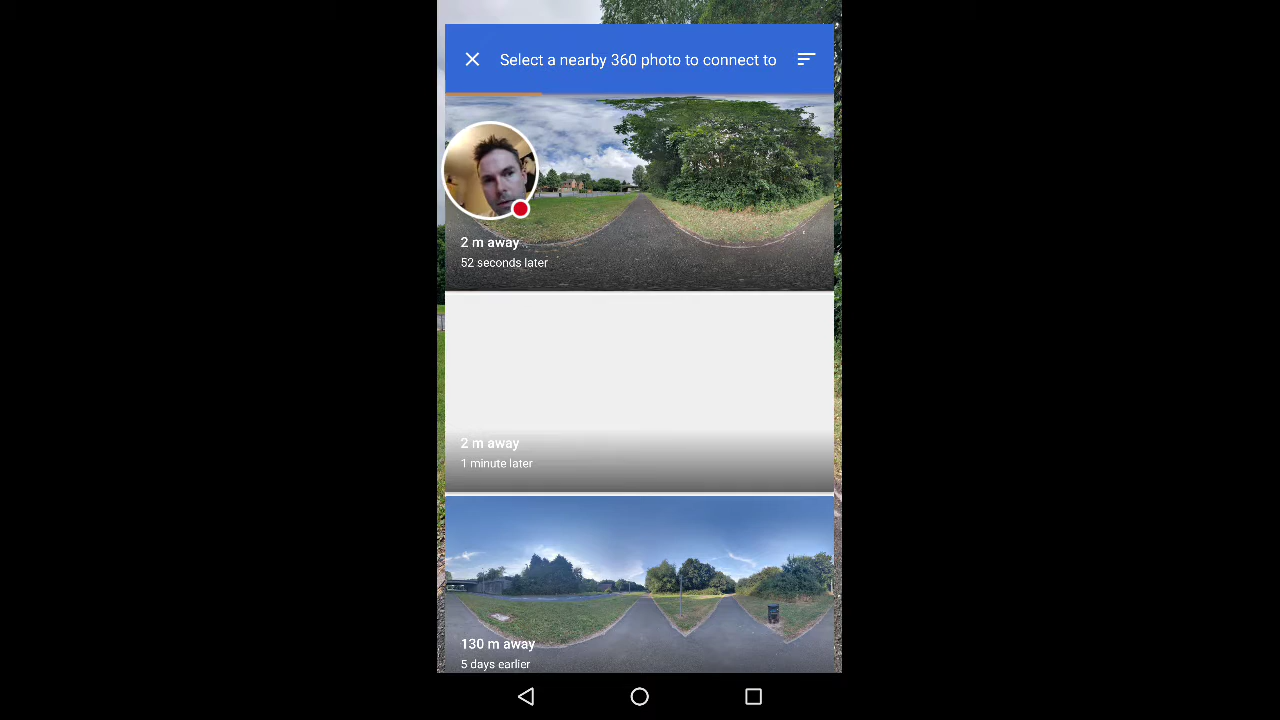 Select a nearby 360 photo to connect to
2 m away
52 seconds later
2 m away
1 minute later
130 m away
5 days earlier